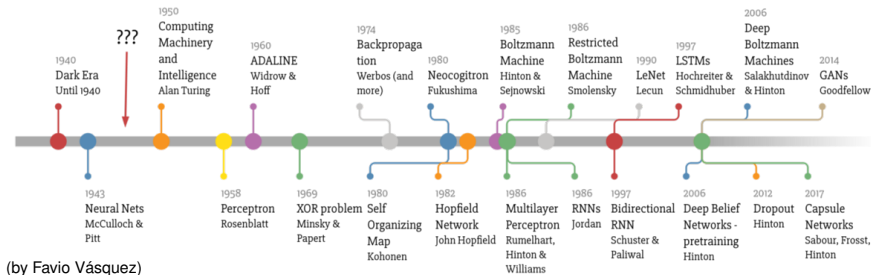 ???
1940
Dark Era
Until 1940
1950
Computing
Machinery
and
Intelligence
Alan Turing
1960
ADALINE
Widrow &
Hoff
1974
Backpropaga
tion
Werbos (and
more)
1980
Neocogitron
Fukushima
1985
Boltzmann
Machine
Hinton &
Sejnowski
1986
Restricted
Boltzmann
Machine
Smolensky
1990
LeNet
Lecun
1997
LSTMs
Hochreiter &
Schmidhuber
2006
Deep
Boltzmann
Machines
Salakhutdinov
& Hinton
2014
GANs
Goodfellow
1943
Neural Nets
McCulloch &
Pitt
1958
Perceptron
Rosenblatt
1969
XOR problem
Minsky &
Papert
1980
Self
Organizing
Map
Kohonen
1982
Hopfield
Network
John Hopfield
1986
Multilayer
Perceptron
Rumelhart,
Hinton &
Williams
1986
RNNs
Jordan
1997
Bidirectional
RNN
Schuster &
Paliwal
2006
Deep Belief
Networks -
pretraining
Hinton
2012
Dropout
Hinton
2017
Capsule
Networks
Sabour, Frosst,
Hinton
(by Favio Vásquez)